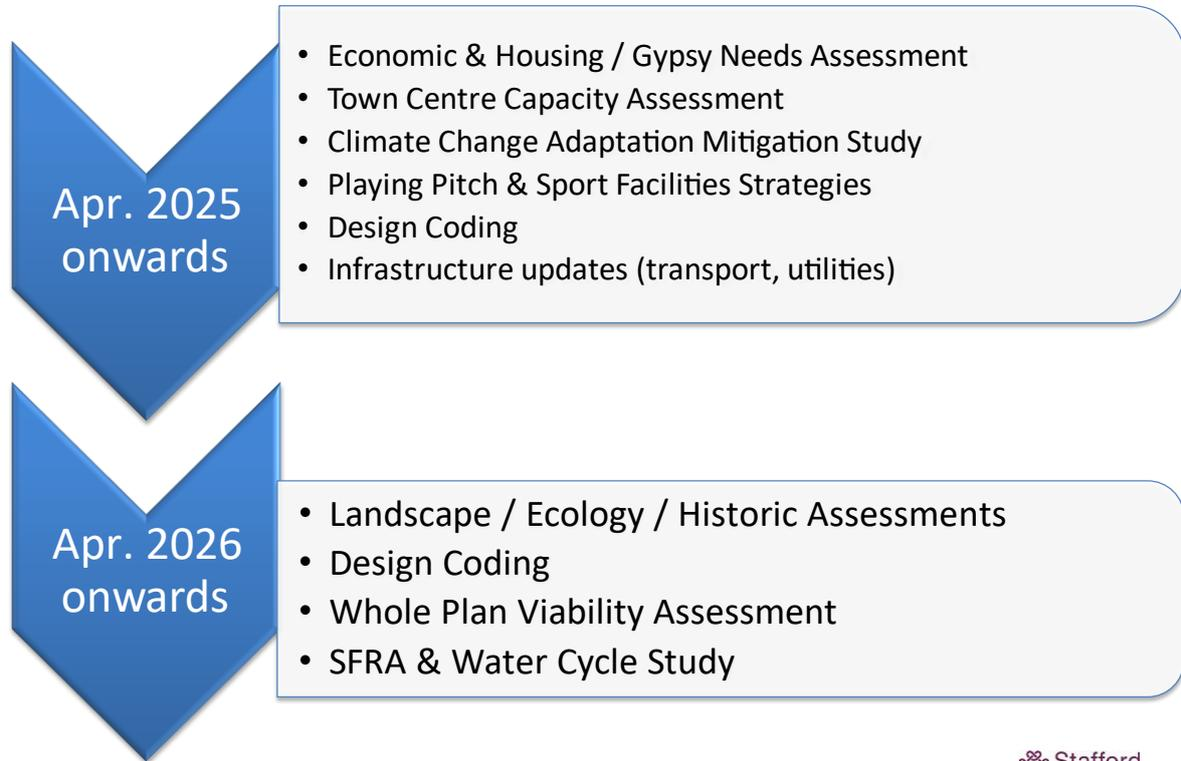 Apr. 2025
onwards
• Economic & Housing / Gypsy Needs Assessment
• Town Centre Capacity Assessment
• Climate Change Adaptation Mitigation Study
• Playing Pitch & Sport Facilities Strategies
• Design Coding
• Infrastructure updates (transport, utilities)
Apr. 2026
onwards
• Landscape / Ecology / Historic Assessments
• Design Coding
• Whole Plan Viability Assessment
• SFRA & Water Cycle Study
Stafford